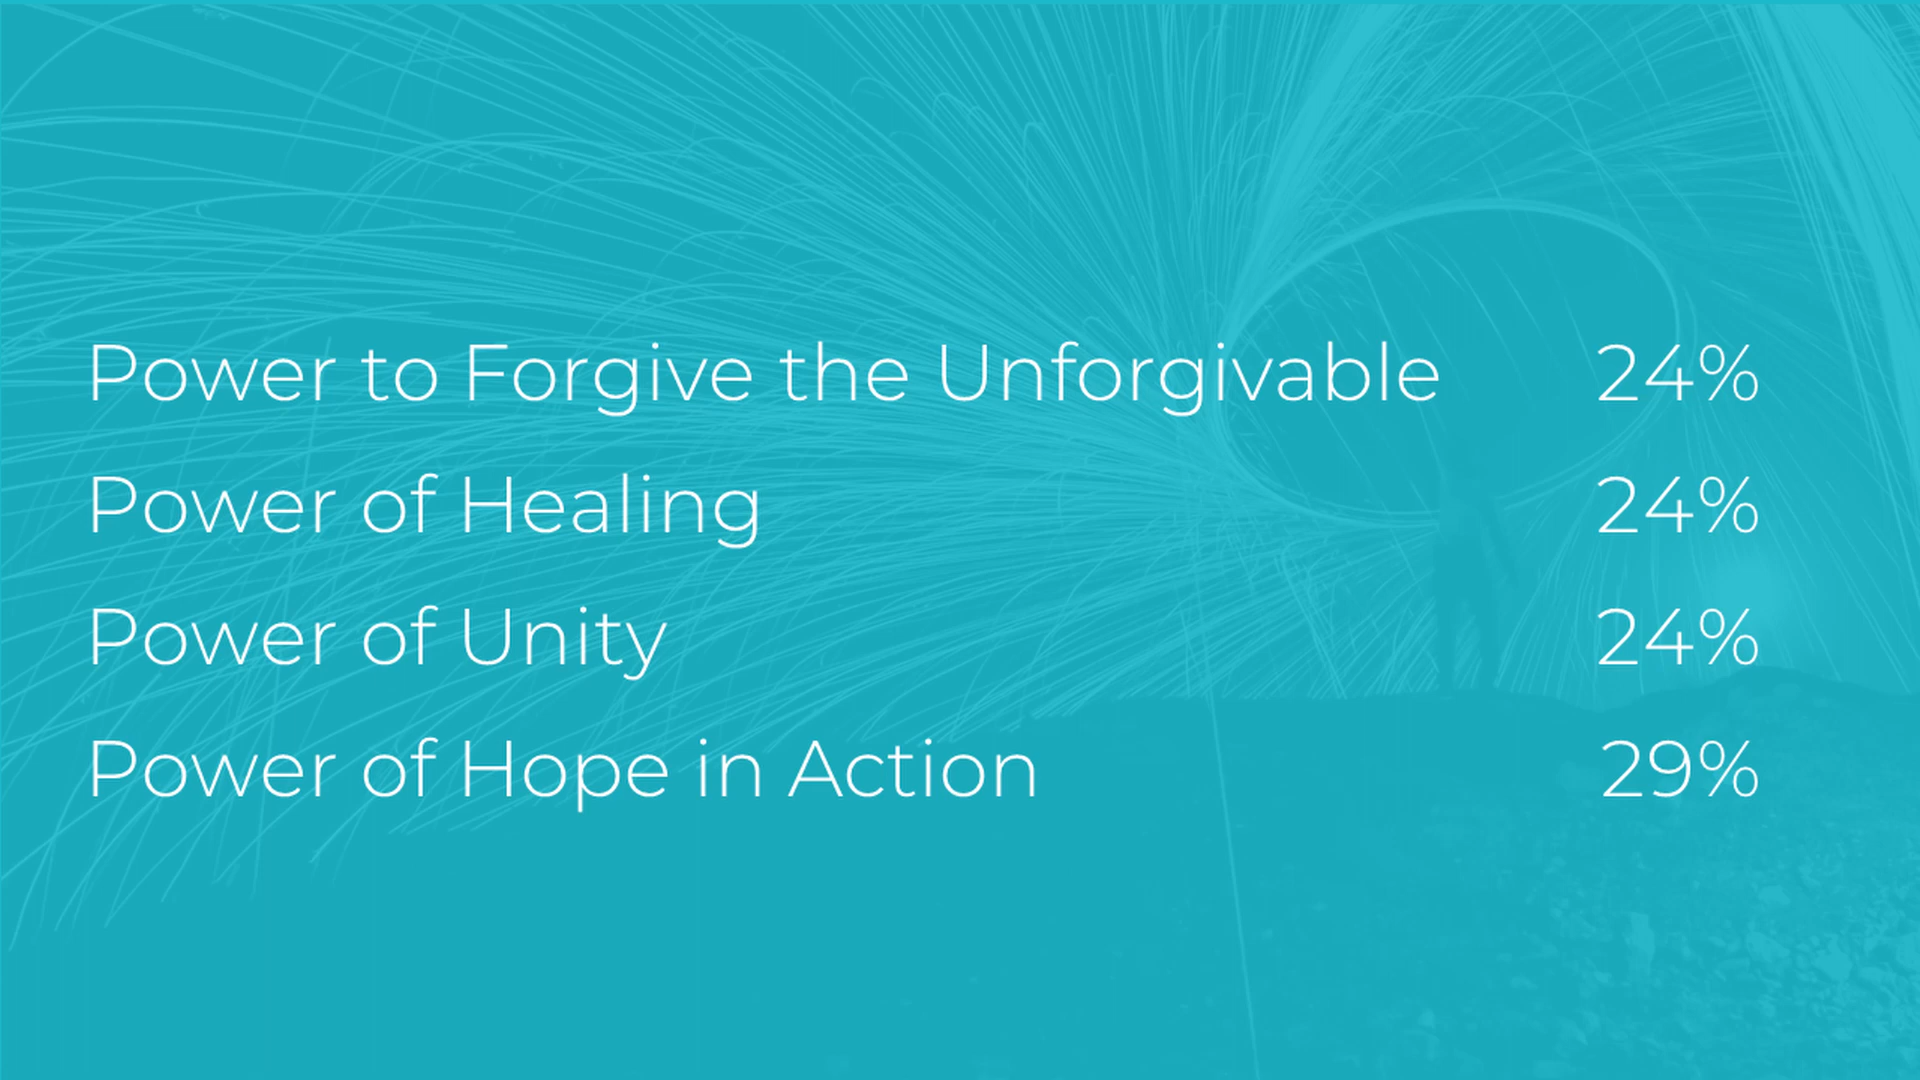 Power to Forgive the Unforgivable 24%
Power of Healing 24%
Power of Unity 24%
Power of Hope in Action 29%